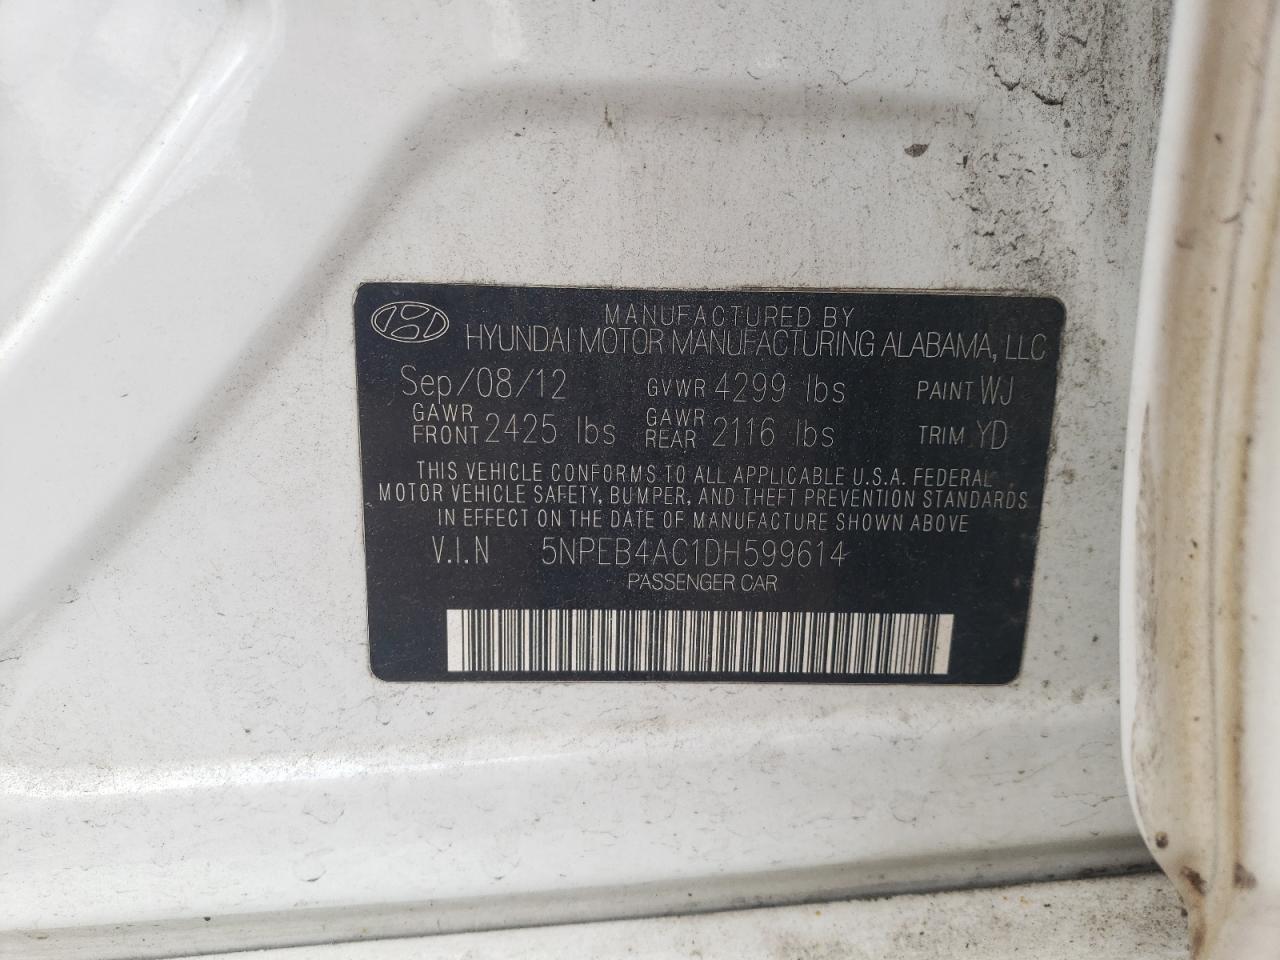 MANUFACTURED BY
HYUNDAI MOTOR MANUFACTURING ALABAMA, LLC
Sep/08/12 GVWR 4299 lbs PAINT WJ
GAWR FRONT 2425 lbs GAWR REAR 2116 lbs TRIM YD
THIS VEHICLE CONFORMS TO ALL APPLICABLE U.S.A. FEDERAL
MOTOR VEHICLE SAFETY, BUMPER, AND THEFT PREVENTION STANDARDS
IN EFFECT ON THE DATE OF MANUFACTURE SHOWN ABOVE
V.I.N 5NPEB4AC1DH599614
PASSENGER CAR